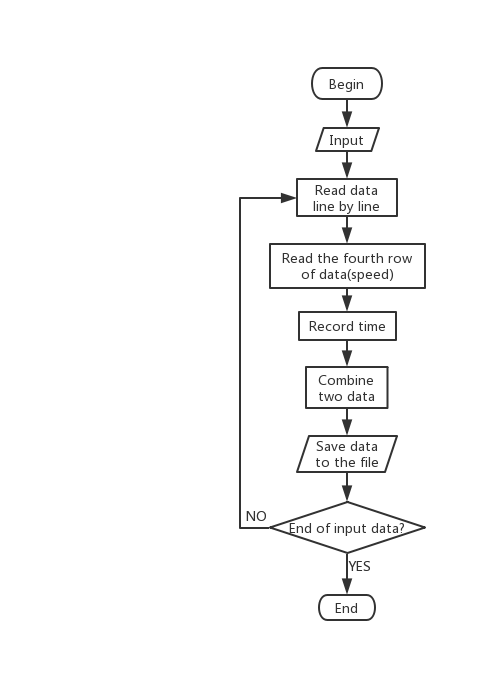 Begin
Input
Read data
line by line
Read the fourth row
of data(speed)
Record time
Combine
two data
Save data
to the file
NO
End of input data?
YES
End